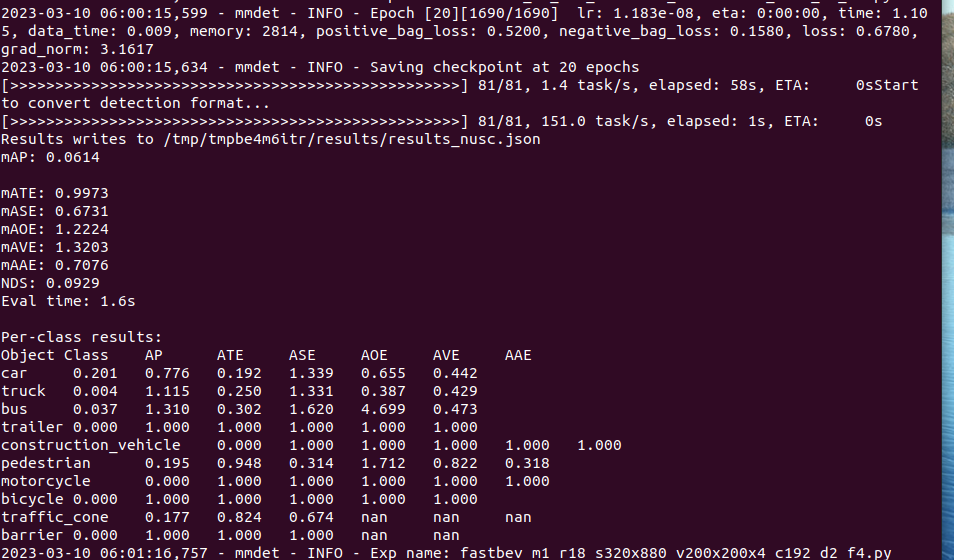 2023-03-10 06:00:15,599 - mmdet - INFO - Epoch [20][1690/1690]  lr: 1.183e-08, eta: 0:00:00, time: 1.10
5, data_time: 0.009, memory: 2814, positive_bag_loss: 0.5200, negative_bag_loss: 0.1580, loss: 0.6780,
grad_norm: 3.1617
2023-03-10 06:00:15,634 - mmdet - INFO - Saving checkpoint at 20 epochs
[>>>>>>>>>>>>>>>>>>>>>>>>>>>>>>>>>>>>>>>>>>>>>>>>>>] 81/81, 1.4 task/s, elapsed: 58s, ETA:     0sStart
to convert detection format...
[>>>>>>>>>>>>>>>>>>>>>>>>>>>>>>>>>>>>>>>>>>>>>>>>>>] 81/81, 151.0 task/s, elapsed: 1s, ETA:     0s
Results writes to /tmp/tmpbe4m6itr/results/results_nusc.json
mAP: 0.0614
mATE: 0.9973
mASE: 0.6731
mAOE: 1.2224
mAVE: 1.3203
mAAE: 0.7076
NDS: 0.0929
Eval time: 1.6s
Per-class results:
Object Class    AP      ATE     ASE     AOE     AVE     AAE
car     0.201   0.776   0.192   1.339   0.655   0.442
truck   0.004   1.115   0.250   1.331   0.387   0.429
bus     0.037   1.310   0.302   1.620   4.699   0.473
trailer 0.000   1.000   1.000   1.000   1.000   1.000
construction_vehicle    0.000   1.000   1.000   1.000   1.000   1.000
pedestrian      0.195   0.948   0.314   1.712   0.822   0.318
motorcycle      0.000   1.000   1.000   1.000   1.000   1.000
bicycle 0.000   1.000   1.000   1.000   1.000   1.000
traffic_cone    0.177   0.824   0.674   nan     nan     nan
barrier 0.000   1.000   1.000   1.000   nan     nan
2023-03-10 06:01:16,757 - mmdet - INFO - Exp name: fastbev_m1_r18_s320x880_v200x200x4_c192_d2_f4.py